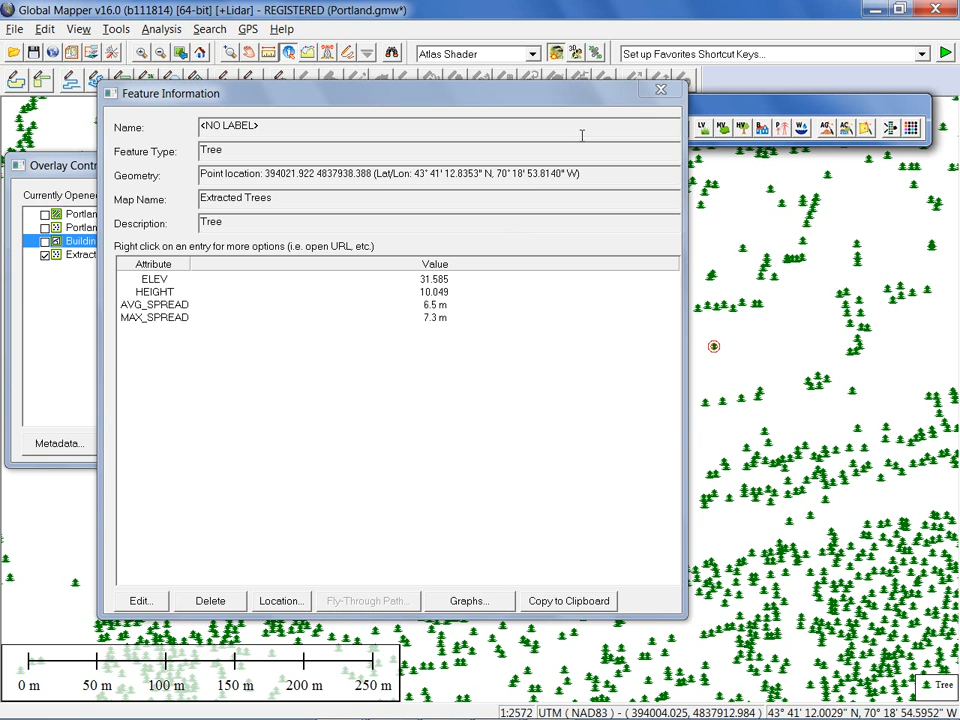 Global Mapper v16.0 (b111814) [64-bit] [+Lidar] - REGISTERED (Portland.gmw*)
File Edit View Tools Analysis Search GPS Help
Atlas Shader
Set up Favorites Shortcut Keys...
Feature Information
Name: <NO LABEL>
Feature Type: Tree
Geometry: Point location: 394021.922 4837938.388 (Lat/Lon: 43° 41' 12.8353" N, 70° 18' 53.8140" W)
Map Name: Extracted Trees
Description: Tree
Right click on an entry for more options (i.e. open URL, etc.)
Attribute Value
ELEV 31.585
HEIGHT 10.049
AVG_SPREAD 6.5 m
MAX_SPREAD 7.3 m
Edit... Delete Location... Fly-Through Path... Graphs... Copy to Clipboard
Overlay Contr
Currently Opene
Portlan
Portlan
Buildin
Extract
Metadata...
LV
0 m 50 m 100 m 150 m 200 m 250 m
Tree
1:2572 UTM ( NAD83 ) - ( 394004.025, 4837912.984 ) 43° 41' 12.0029" N, 70° 18' 54.5952" W